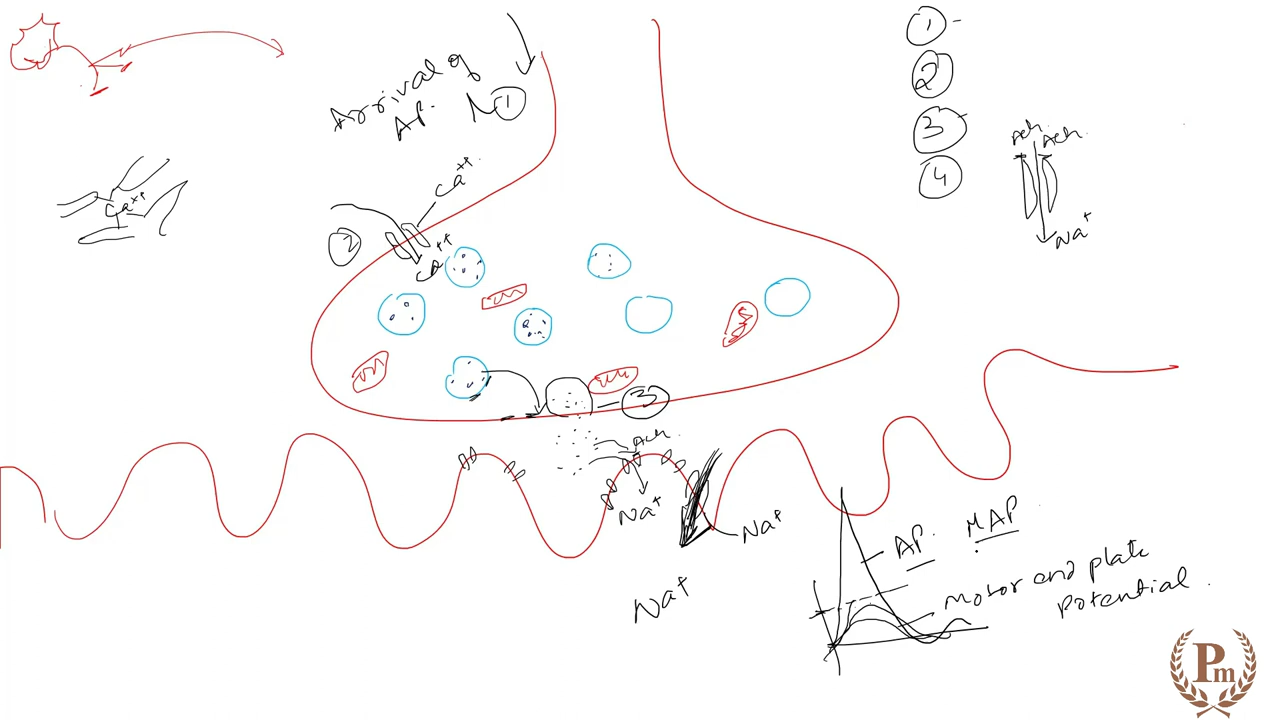 Arrival of
AP.
1
Ca++
2
Ca++
Ca++
3
Ach.
Na+
Na+
Na+
1
2
3
4
Ach.
Ach.
Na+
AP.
MAP
Motor end plate
Potential.
Pm